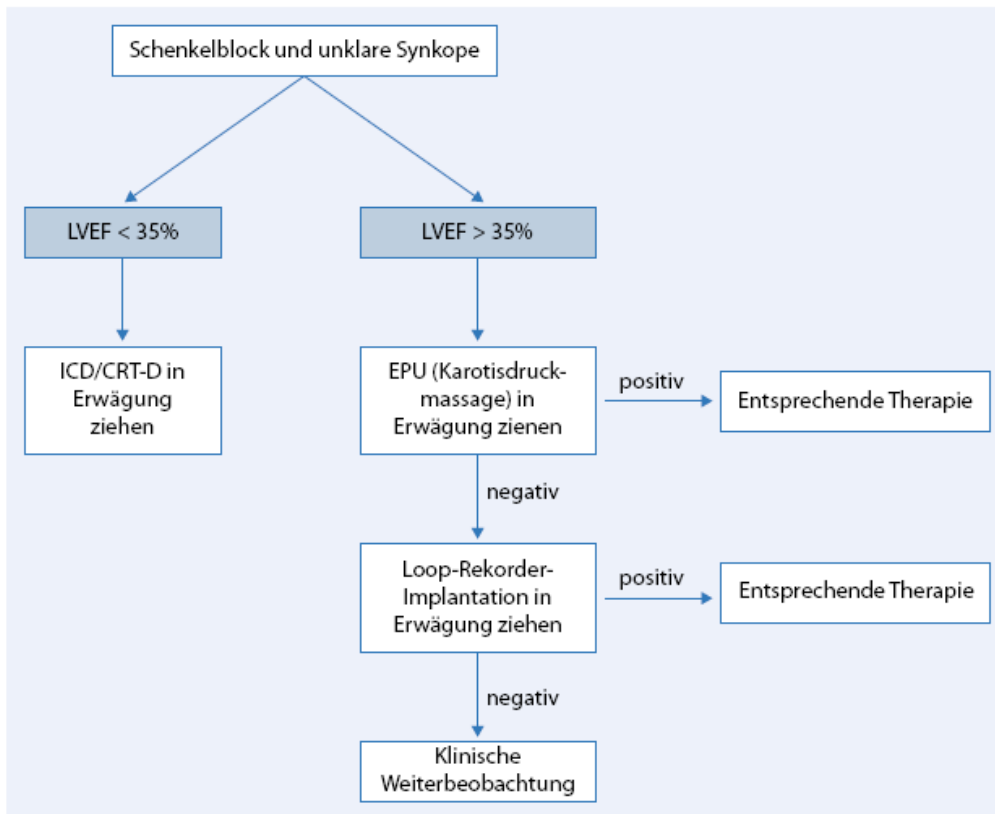 Schenkelblock und unklare Synkope
LVEF < 35%
LVEF > 35%
ICD/CRT-D in
Erwägung
ziehen
EPU (Karotisdruck-
massage) in
Erwägung zienen
positiv
Entsprechende Therapie
negativ
Loop-Rekorder-
Implantation in
Erwägung ziehen
positiv
Entsprechende Therapie
negativ
Klinische
Weiterbeobachtung